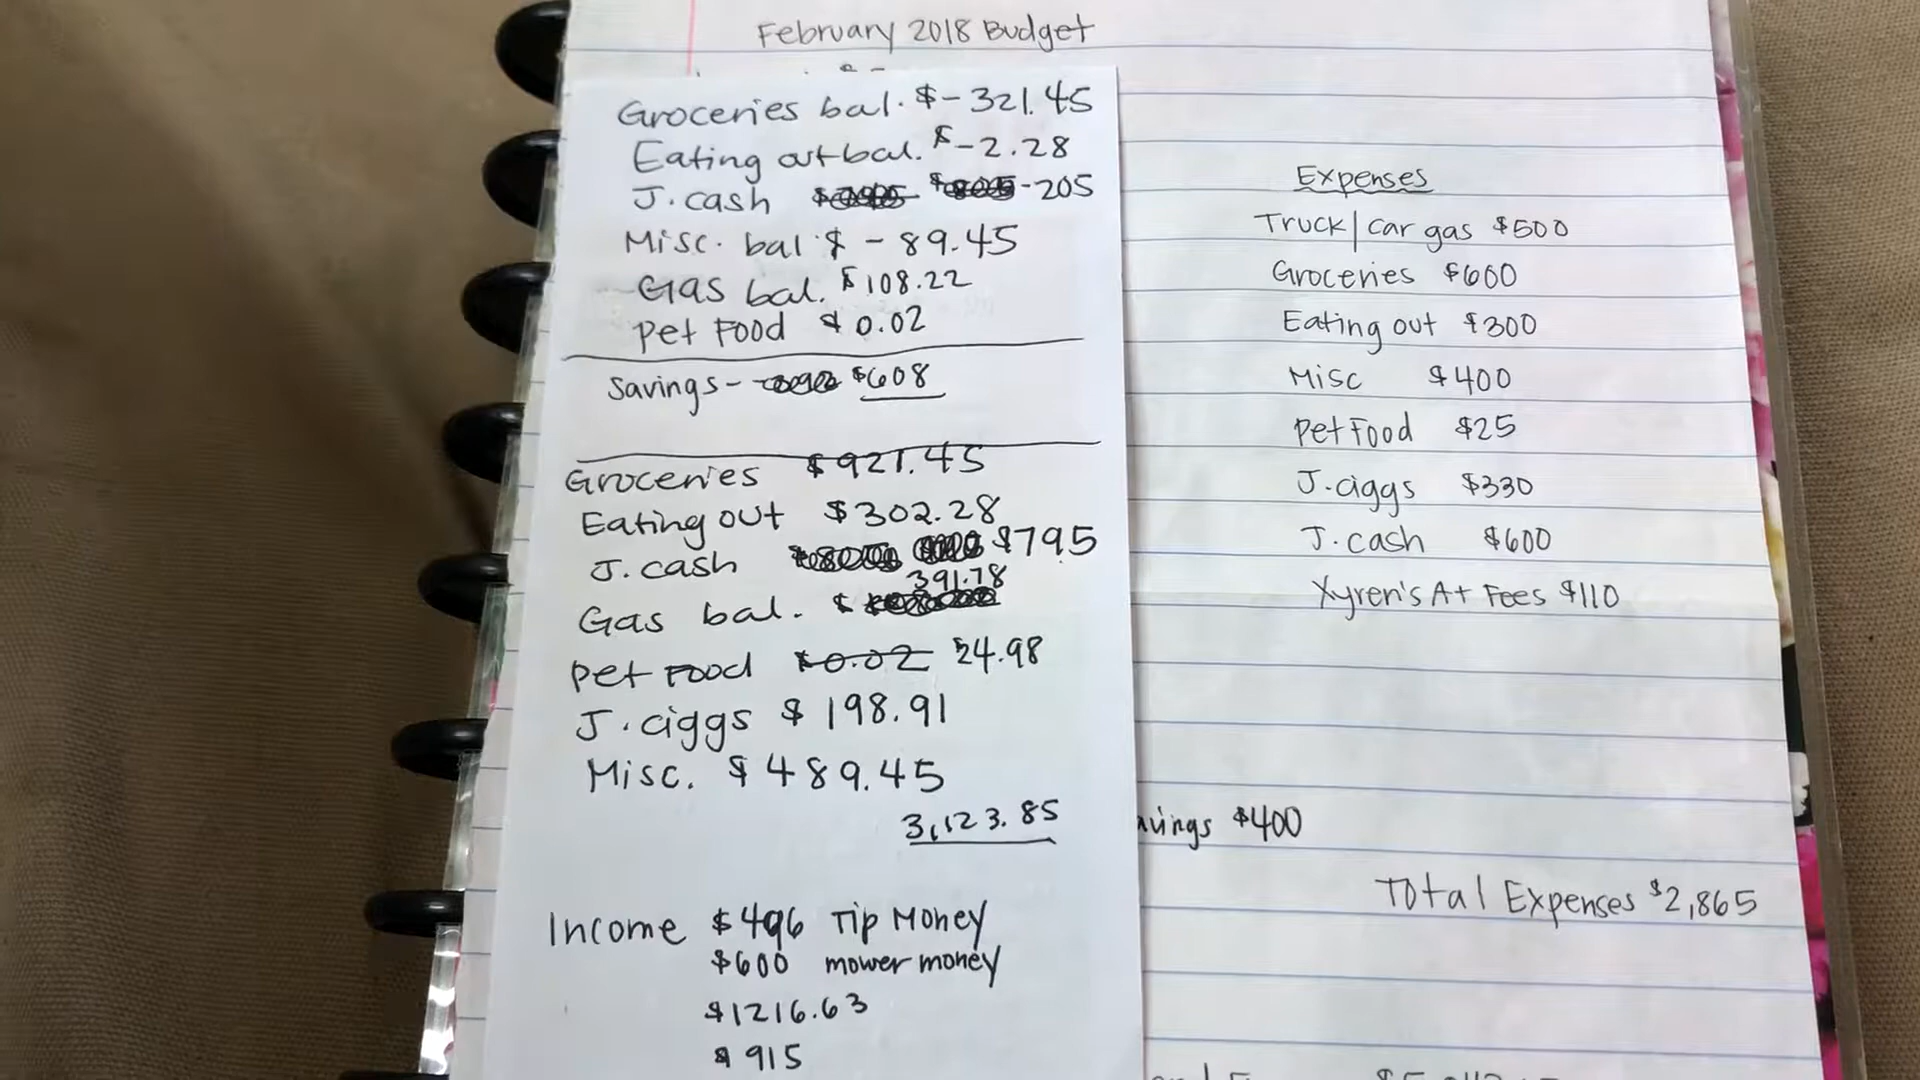 February 2018 Budget
Groceries bal. $-321.45
Eating out bal. $-2.28
J.cash -205
Misc. bal $ -89.45
Gas bal. $108.22
Pet Food $0.02
Savings- $608
Groceries $921.45
Eating out $302.28
J.cash $795
391.78
Gas bal. $
Pet Food $0.02 24.98
J.ciggs $198.91
Misc. $489.45
3,123.85
Income $496 Tip Money
$600 mower money
$1216.63
$915
Expenses
Truck/car gas $500
Groceries $600
Eating out $300
Misc $400
Pet Food $25
J.ciggs $330
J.cash $600
Xyren's A+ Fees $110
avings $400
Total Expenses $2,865